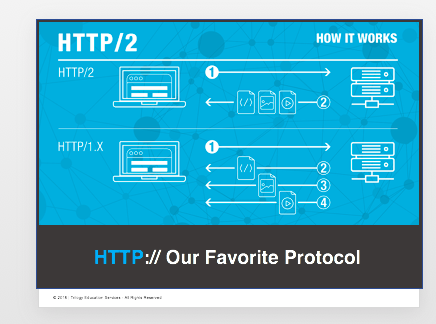 HTTP/2
HOW IT WORKS
HTTP/2
1
</>
2
HTTP/1.X
1
</>
2
3
4
HTTP:// Our Favorite Protocol
© 2018 | Trilogy Education Services | All Rights Reserved